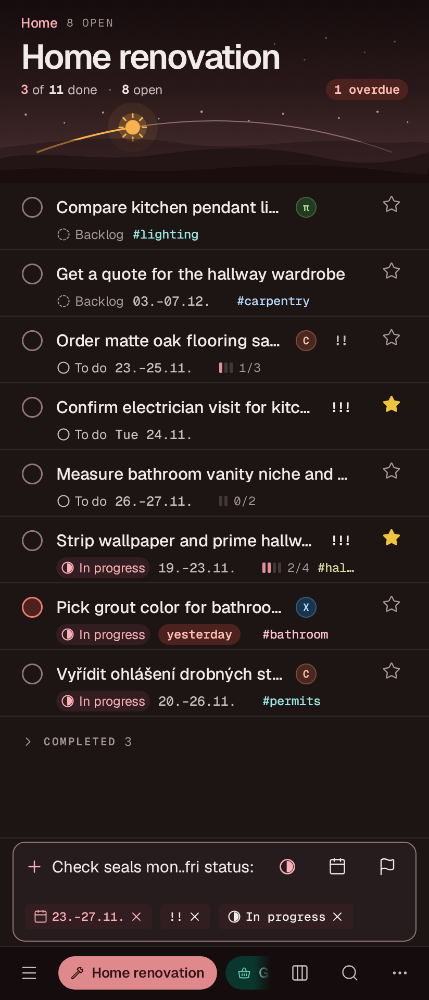 Home 8 OPEN
Home renovation
3 of 11 done · 8 open 1 overdue
Compare kitchen pendant li… π
Backlog #lighting
Get a quote for the hallway wardrobe
Backlog 03.–07.12. #carpentry
Order matte oak flooring sa… C !!
To do 23.–25.11. 1/3
Confirm electrician visit for kitc… !!!
To do Tue 24.11.
Measure bathroom vanity niche and …
To do 26.–27.11. 0/2
Strip wallpaper and prime hallw… !!!
In progress 19.–23.11. 2/4 #hal…
Pick grout color for bathroo… X
In progress yesterday #bathroom
Vyřídit ohlášení drobných st… C
In progress 20.–26.11. #permits
COMPLETED 3
Check seals mon..fri status:
23.–27.11. !! In progress
Home renovation G